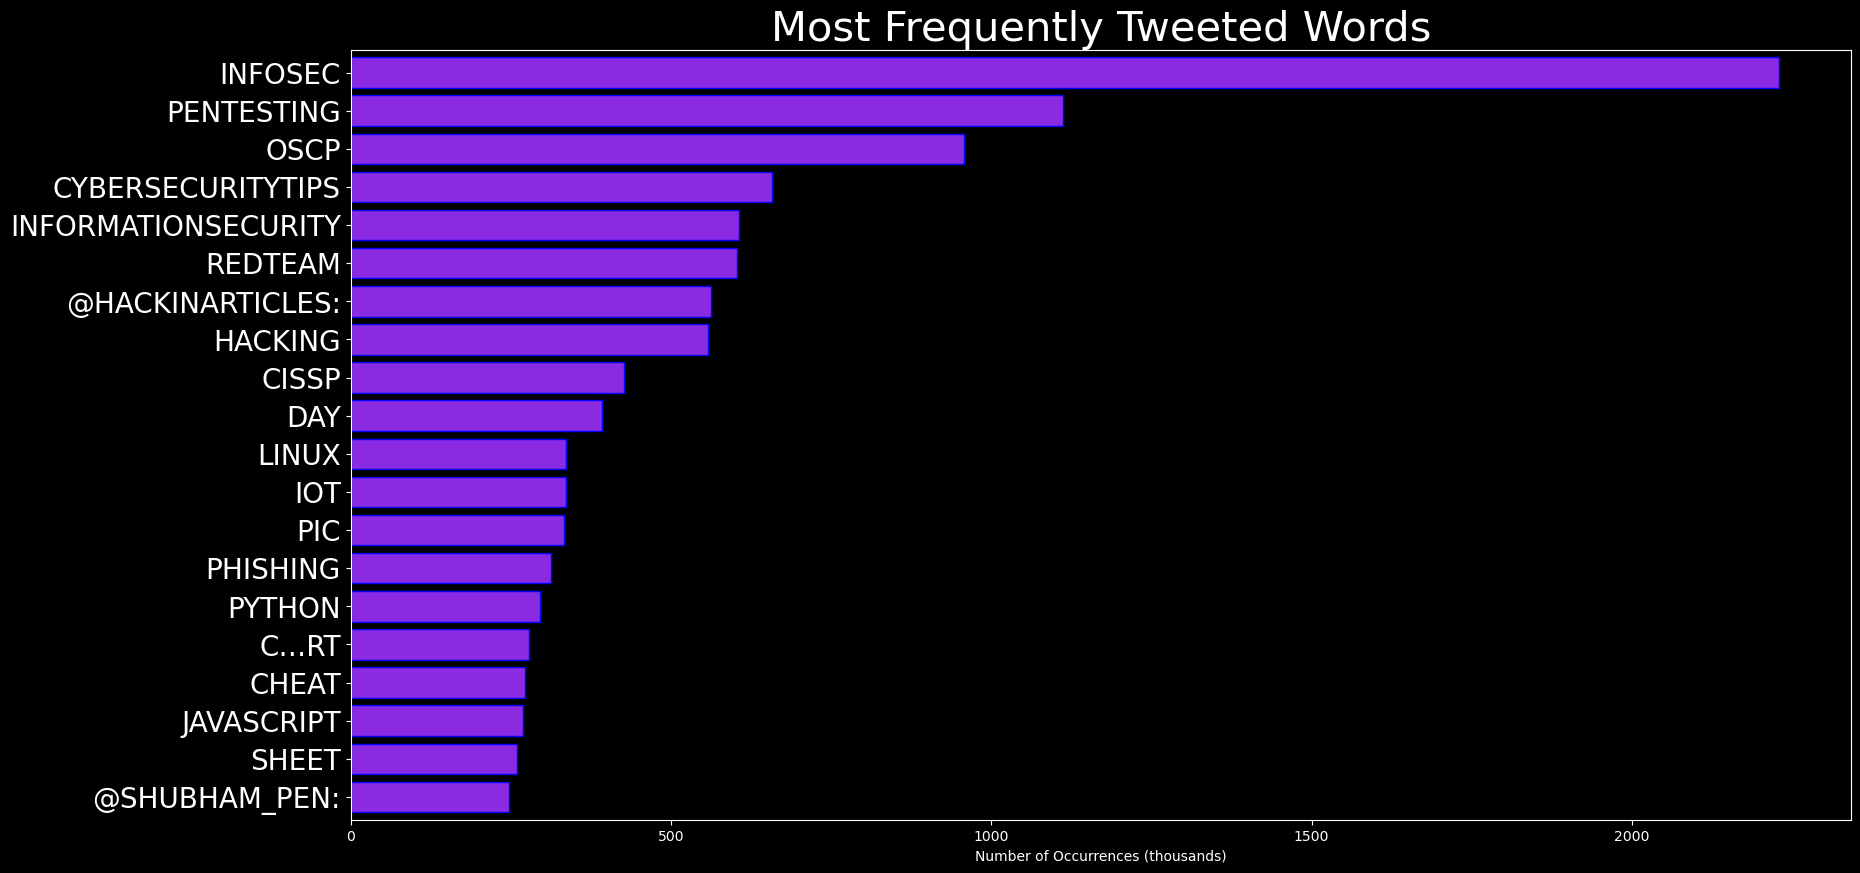 Most Frequently Tweeted Words
INFOSEC
PENTESTING
OSCP
CYBERSECURITYTIPS
INFORMATIONSECURITY
REDTEAM
@HACKINARTICLES:
HACKING
CISSP
DAY
LINUX
IOT
PIC
PHISHING
PYTHON
C…RT
CHEAT
JAVASCRIPT
SHEET
@SHUBHAM_PEN:
0 500 1000 1500 2000
Number of Occurrences (thousands)